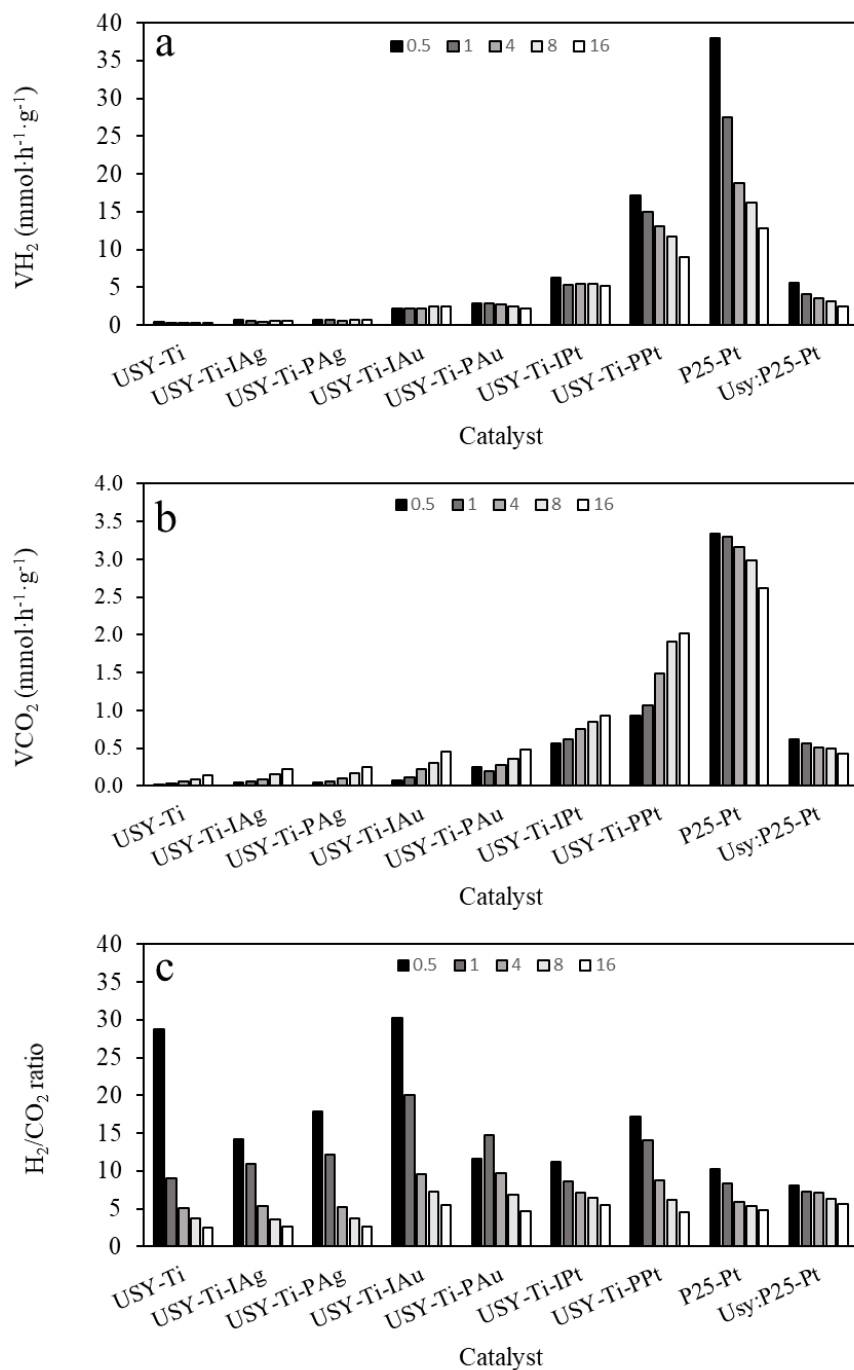 a
0.5 1 4 8 16
VH₂ (mmol·h⁻¹·g⁻¹)
40
35
30
25
20
15
10
5
0
USY-Ti
USY-Ti-IAg
USY-Ti-PAg
USY-Ti-IAu
USY-Ti-PAu
USY-Ti-IPt
USY-Ti-PPt
P25-Pt
Usy:P25-Pt
Catalyst
b
0.5 1 4 8 16
VCO₂ (mmol·h⁻¹·g⁻¹)
4.0
3.5
3.0
2.5
2.0
1.5
1.0
0.5
0.0
USY-Ti
USY-Ti-IAg
USY-Ti-PAg
USY-Ti-IAu
USY-Ti-PAu
USY-Ti-IPt
USY-Ti-PPt
P25-Pt
Usy:P25-Pt
Catalyst
c
0.5 1 4 8 16
H₂/CO₂ ratio
40
35
30
25
20
15
10
5
0
USY-Ti
USY-Ti-IAg
USY-Ti-PAg
USY-Ti-IAu
USY-Ti-PAu
USY-Ti-IPt
USY-Ti-PPt
P25-Pt
Usy:P25-Pt
Catalyst